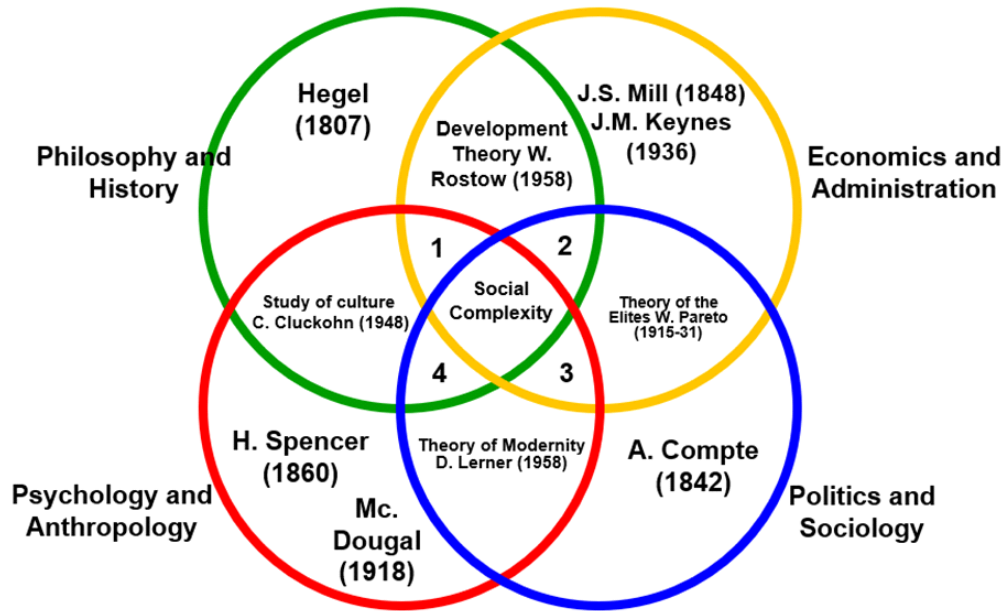 Hegel
(1807)
J.S. Mill (1848)
J.M. Keynes
(1936)
Development
Theory W.
Rostow (1958)
Philosophy and
History
Economics and
Administration
1
2
Study of culture
C. Cluckohn (1948)
Social
Complexity
Theory of the
Elites W. Pareto
(1915-31)
4
3
H. Spencer
(1860)
Theory of Modernity
D. Lerner (1958)
A. Compte
(1842)
Psychology and
Anthropology
Mc.
Dougal
(1918)
Politics and
Sociology